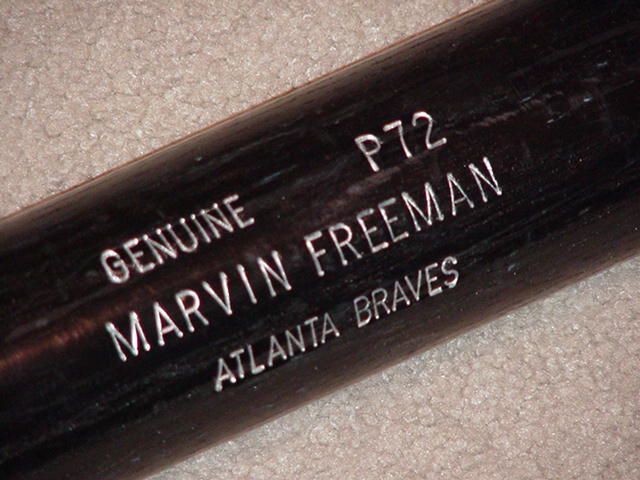 GENUINE P72
MARVIN FREEMAN
ATLANTA BRAVES